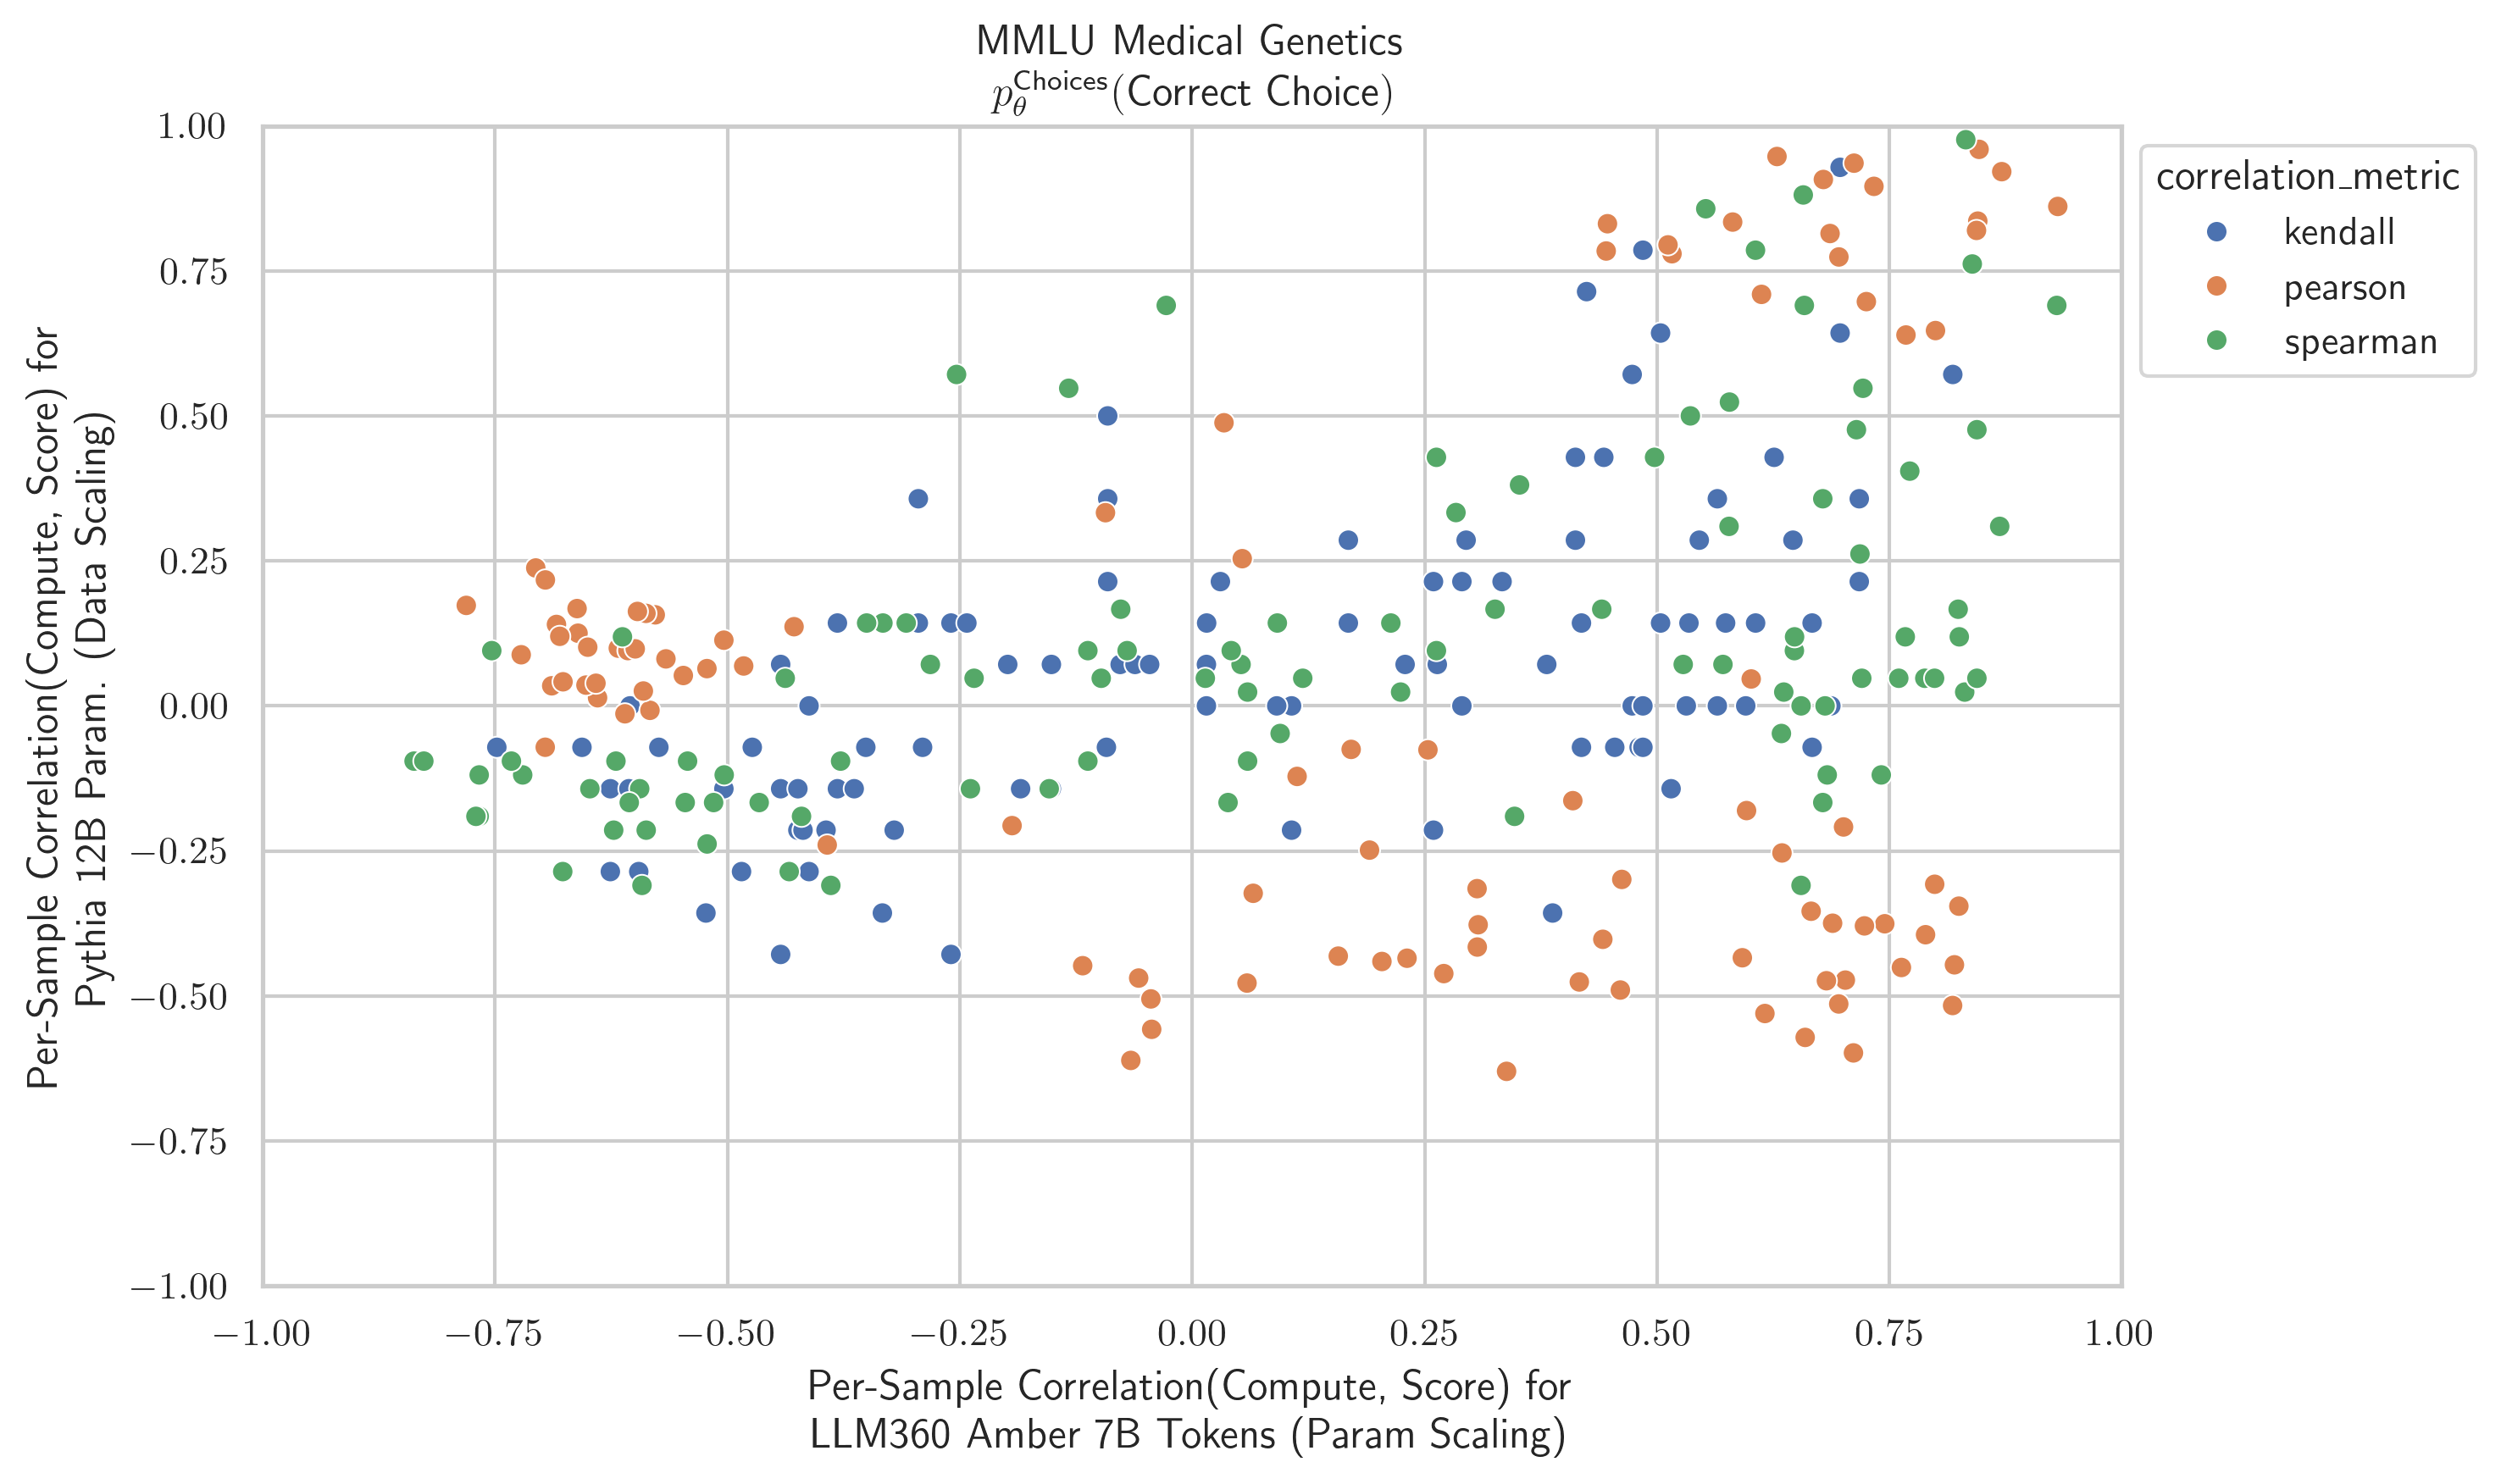 MMLU Medical Genetics
p_θ^Choices(Correct Choice)
1.00
0.75
0.50
0.25
0.00
−0.25
−0.50
−0.75
−1.00
Per-Sample Correlation(Compute, Score) for
Pythia 12B Param. (Data Scaling)
−1.00
−0.75
−0.50
−0.25
0.00
0.25
0.50
0.75
1.00
Per-Sample Correlation(Compute, Score) for
LLM360 Amber 7B Tokens (Param Scaling)
correlation_metric
kendall
pearson
spearman